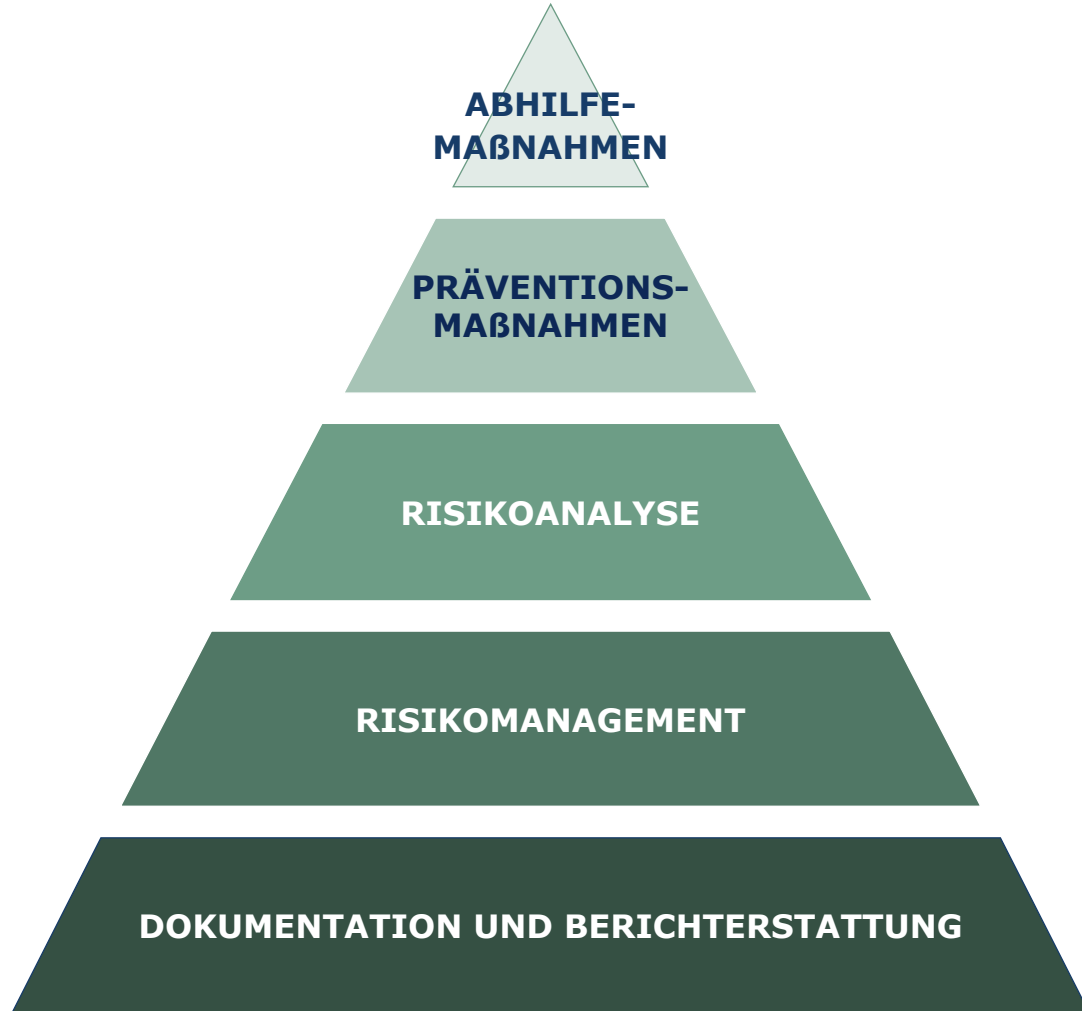 ABHILFE-
MAßNAHMEN
PRÄVENTIONS-
MAßNAHMEN
RISIKOANALYSE
RISIKOMANAGEMENT
DOKUMENTATION UND BERICHTERSTATTUNG